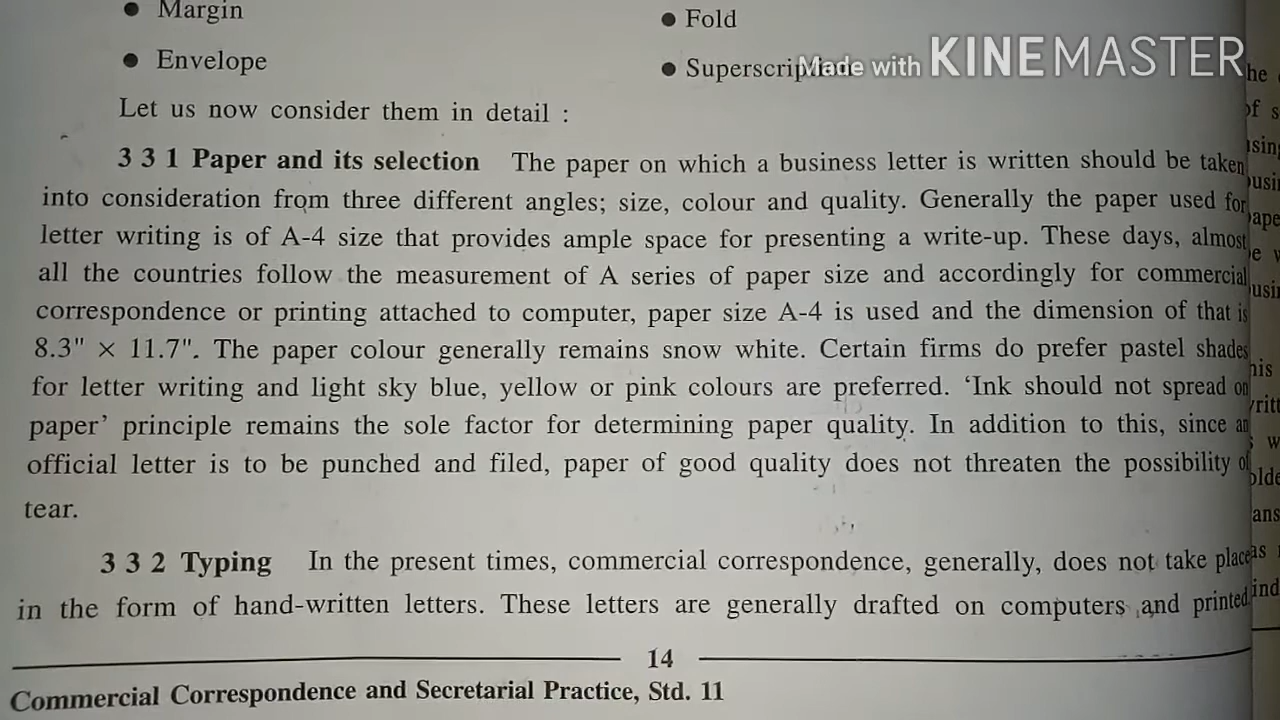 ● Margin ● Fold
● Envelope ● Superscription
Made with KINEMASTER
Let us now consider them in detail :
3 3 1 Paper and its selection The paper on which a business letter is written should be taken
into consideration from three different angles; size, colour and quality. Generally the paper used for
letter writing is of A-4 size that provides ample space for presenting a write-up. These days, almost
all the countries follow the measurement of A series of paper size and accordingly for commercial
correspondence or printing attached to computer, paper size A-4 is used and the dimension of that is
8.3" × 11.7". The paper colour generally remains snow white. Certain firms do prefer pastel shades
for letter writing and light sky blue, yellow or pink colours are preferred. ‘Ink should not spread on
paper’ principle remains the sole factor for determining paper quality. In addition to this, since an
official letter is to be punched and filed, paper of good quality does not threaten the possibility of
tear.
3 3 2 Typing In the present times, commercial correspondence, generally, does not take place
in the form of hand-written letters. These letters are generally drafted on computers and printed
14
Commercial Correspondence and Secretarial Practice, Std. 11